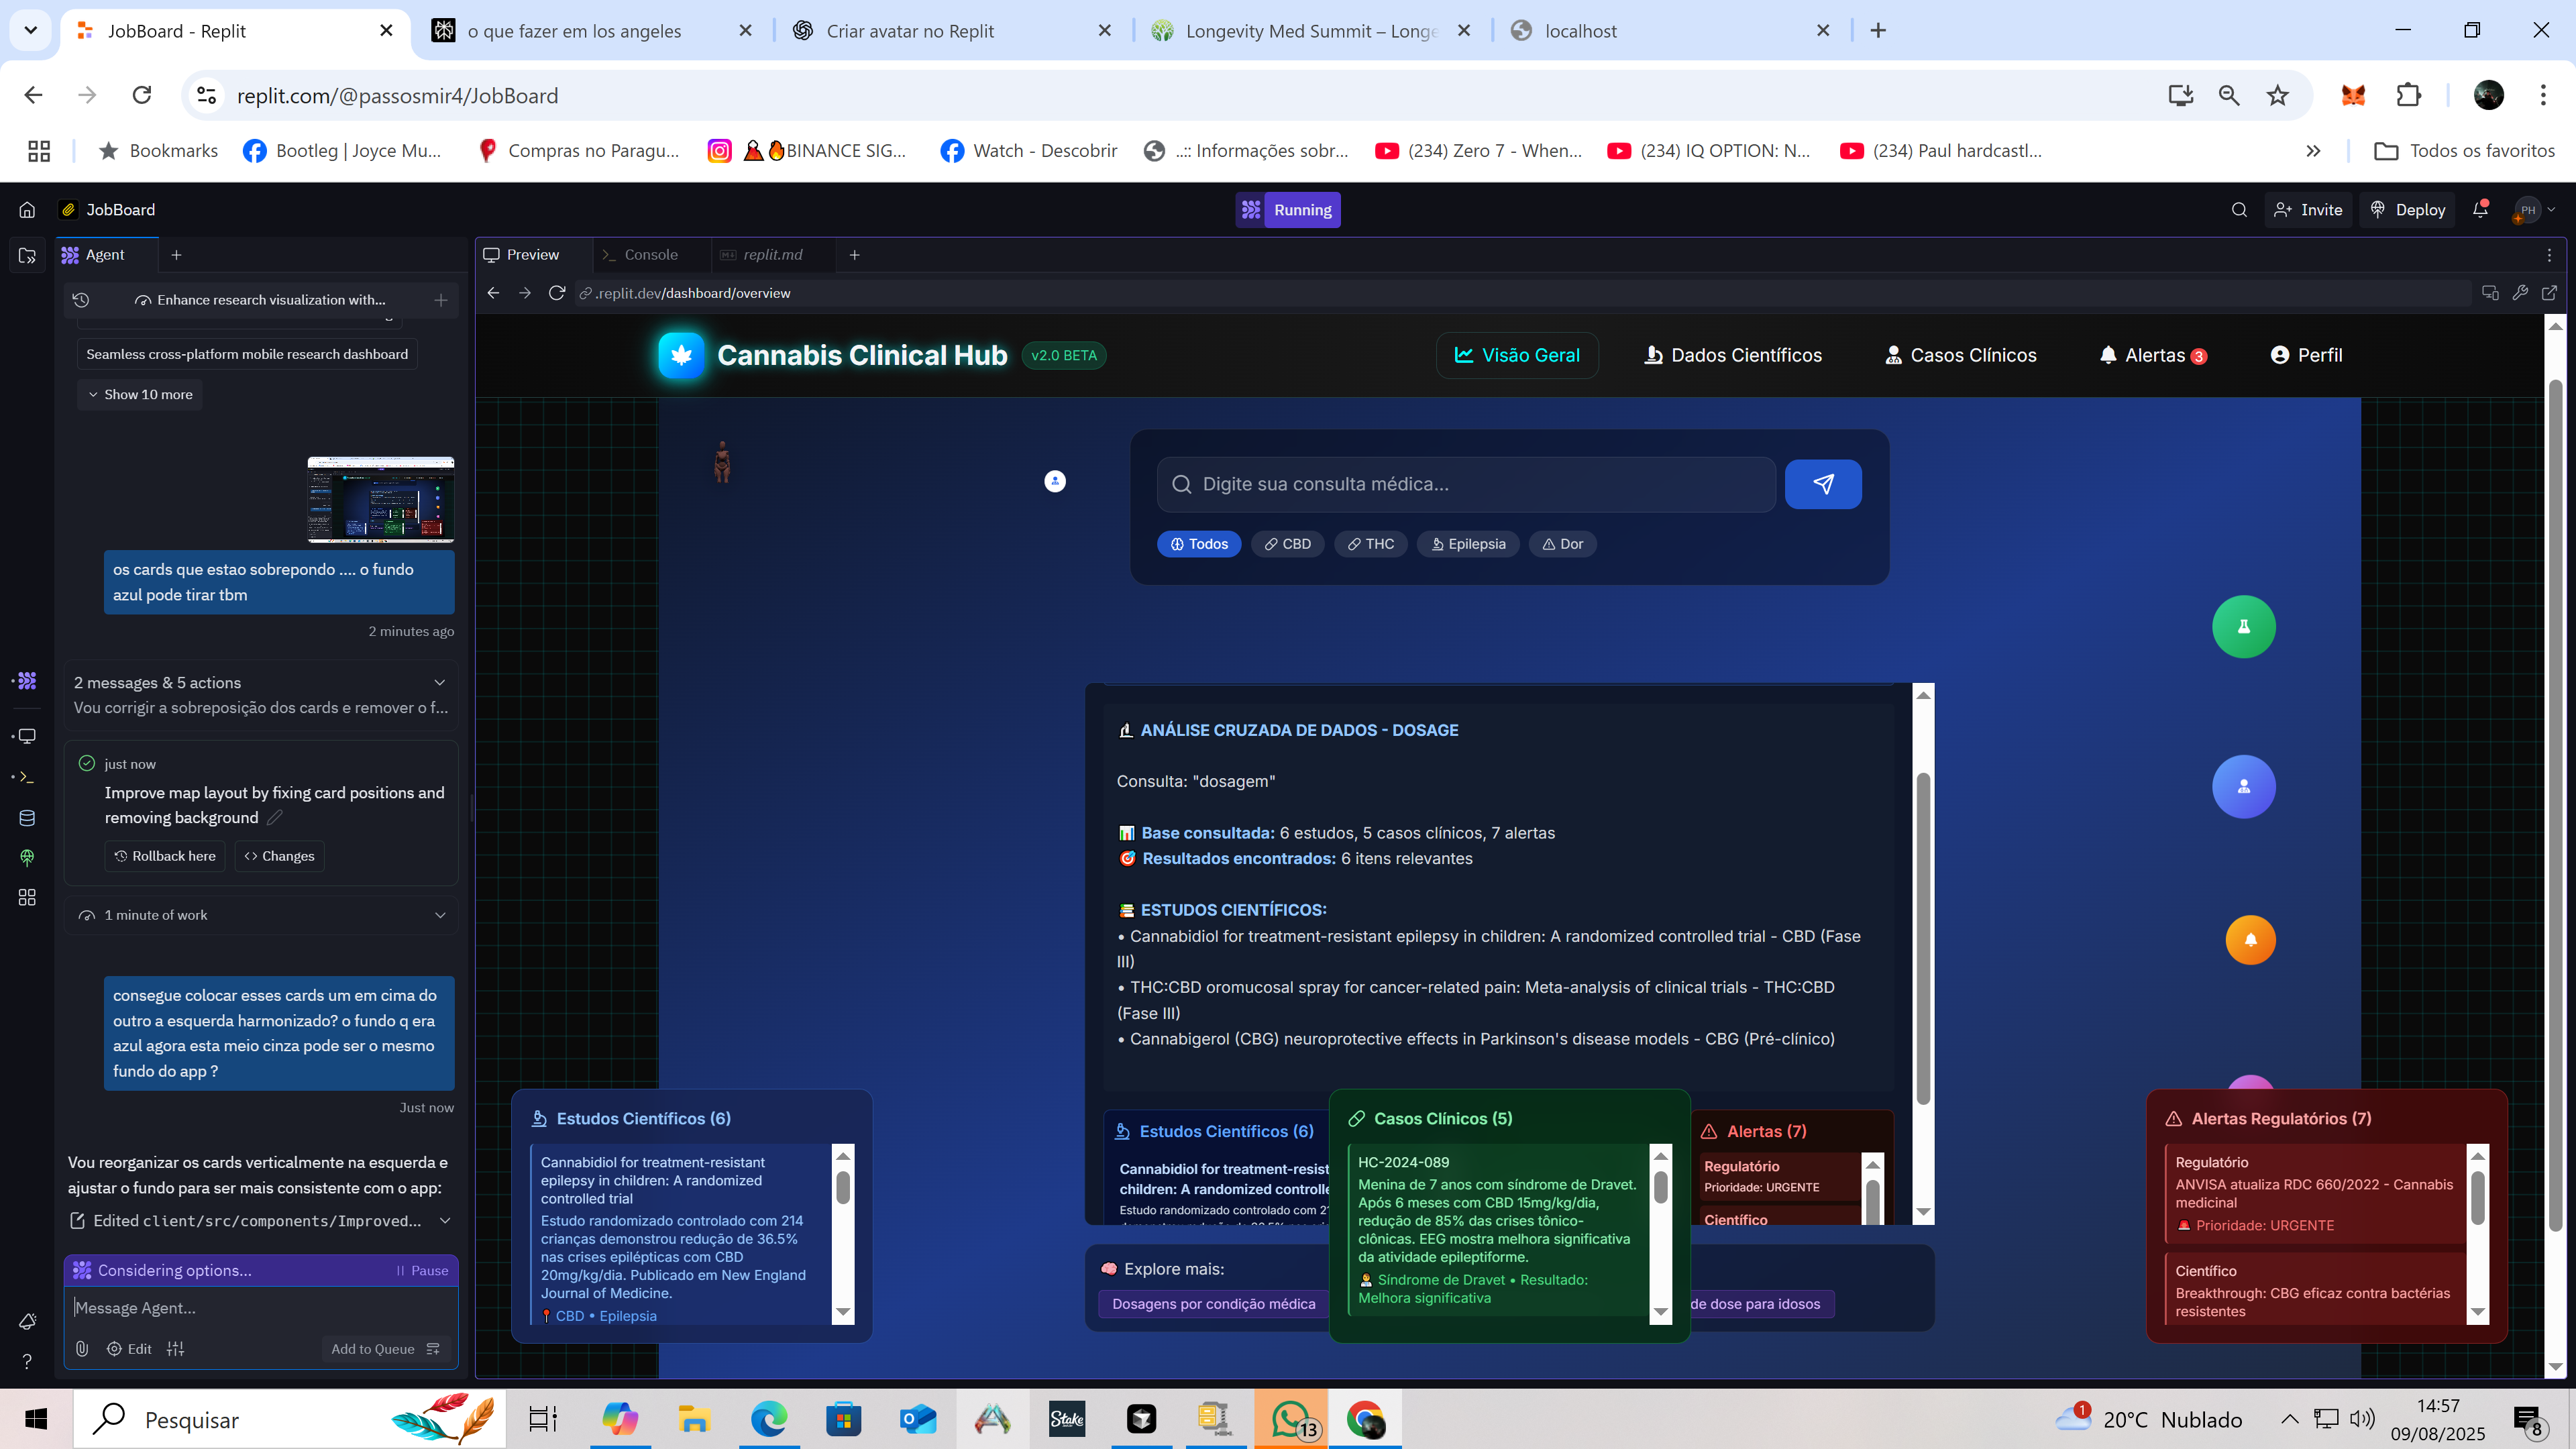 JobBoard - Replit
o que fazer em los angeles
Criar avatar no Replit
Longevity Med Summit – Longe
localhost
replit.com/@passosmir4/JobBoard
Bookmarks
Bootleg | Joyce Mu...
Compras no Paragu...
🌋🔥BINANCE SIG...
Watch - Descobrir
..:: Informações sobr...
(234) Zero 7 - When...
(234) IQ OPTION: N...
(234) Paul hardcastl...
Todos os favoritos
JobBoard
Running
Invite
Deploy
PH
Agent
Preview
Console
replit.md
.replit.dev/dashboard/overview
Enhance research visualization with...
Seamless cross-platform mobile research dashboard
Show 10 more
os cards que estao sobrepondo .... o fundo
azul pode tirar tbm
2 minutes ago
2 messages & 5 actions
Vou corrigir a sobreposição dos cards e remover o f...
just now
Improve map layout by fixing card positions and
removing background
Rollback here
Changes
1 minute of work
consegue colocar esses cards um em cima do
outro a esquerda harmonizado? o fundo q era
azul agora esta meio cinza pode ser o mesmo
fundo do app ?
Just now
Vou reorganizar os cards verticalmente na esquerda e
ajustar o fundo para ser mais consistente com o app:
Edited client/src/components/Improved...
Considering options...
Pause
Message Agent...
Edit
Add to Queue
Cannabis Clinical Hub
v2.0 BETA
Visão Geral
Dados Científicos
Casos Clínicos
Alertas 3
Perfil
Digite sua consulta médica...
Todos
CBD
THC
Epilepsia
Dor
🔬 ANÁLISE CRUZADA DE DADOS - DOSAGE
Consulta: "dosagem"
📊 Base consultada: 6 estudos, 5 casos clínicos, 7 alertas
🎯 Resultados encontrados: 6 itens relevantes
📚 ESTUDOS CIENTÍFICOS:
• Cannabidiol for treatment-resistant epilepsy in children: A randomized controlled trial - CBD (Fase
III)
• THC:CBD oromucosal spray for cancer-related pain: Meta-analysis of clinical trials - THC:CBD
(Fase III)
• Cannabigerol (CBG) neuroprotective effects in Parkinson's disease models - CBG (Pré-clínico)
Estudos Científicos (6)
Cannabidiol for treatment-resistant
epilepsy in children: A randomized
controlled trial
Estudo randomizado controlado com 214
crianças demonstrou redução de 36.5%
nas crises epilépticas com CBD
20mg/kg/dia. Publicado em New England
Journal of Medicine.
📍 CBD • Epilepsia
Estudos Científicos (6)
Cannabidiol for treatment-resist
children: A randomized controlle
Estudo randomizado controlado com 21
Casos Clínicos (5)
HC-2024-089
Menina de 7 anos com síndrome de Dravet.
Após 6 meses com CBD 15mg/kg/dia,
redução de 85% das crises tônico-
clônicas. EEG mostra melhora significativa
da atividade epileptiforme.
👨‍⚕️ Síndrome de Dravet • Resultado:
Melhora significativa
Alertas (7)
Regulatório
Prioridade: URGENTE
Científico
🧠 Explore mais:
Dosagens por condição médica
de dose para idosos
Alertas Regulatórios (7)
Regulatório
ANVISA atualiza RDC 660/2022 - Cannabis
medicinal
🚨 Prioridade: URGENTE
Científico
Breakthrough: CBG eficaz contra bactérias
resistentes
Pesquisar
Stake
13
1
20°C Nublado
14:57
09/08/2025
8